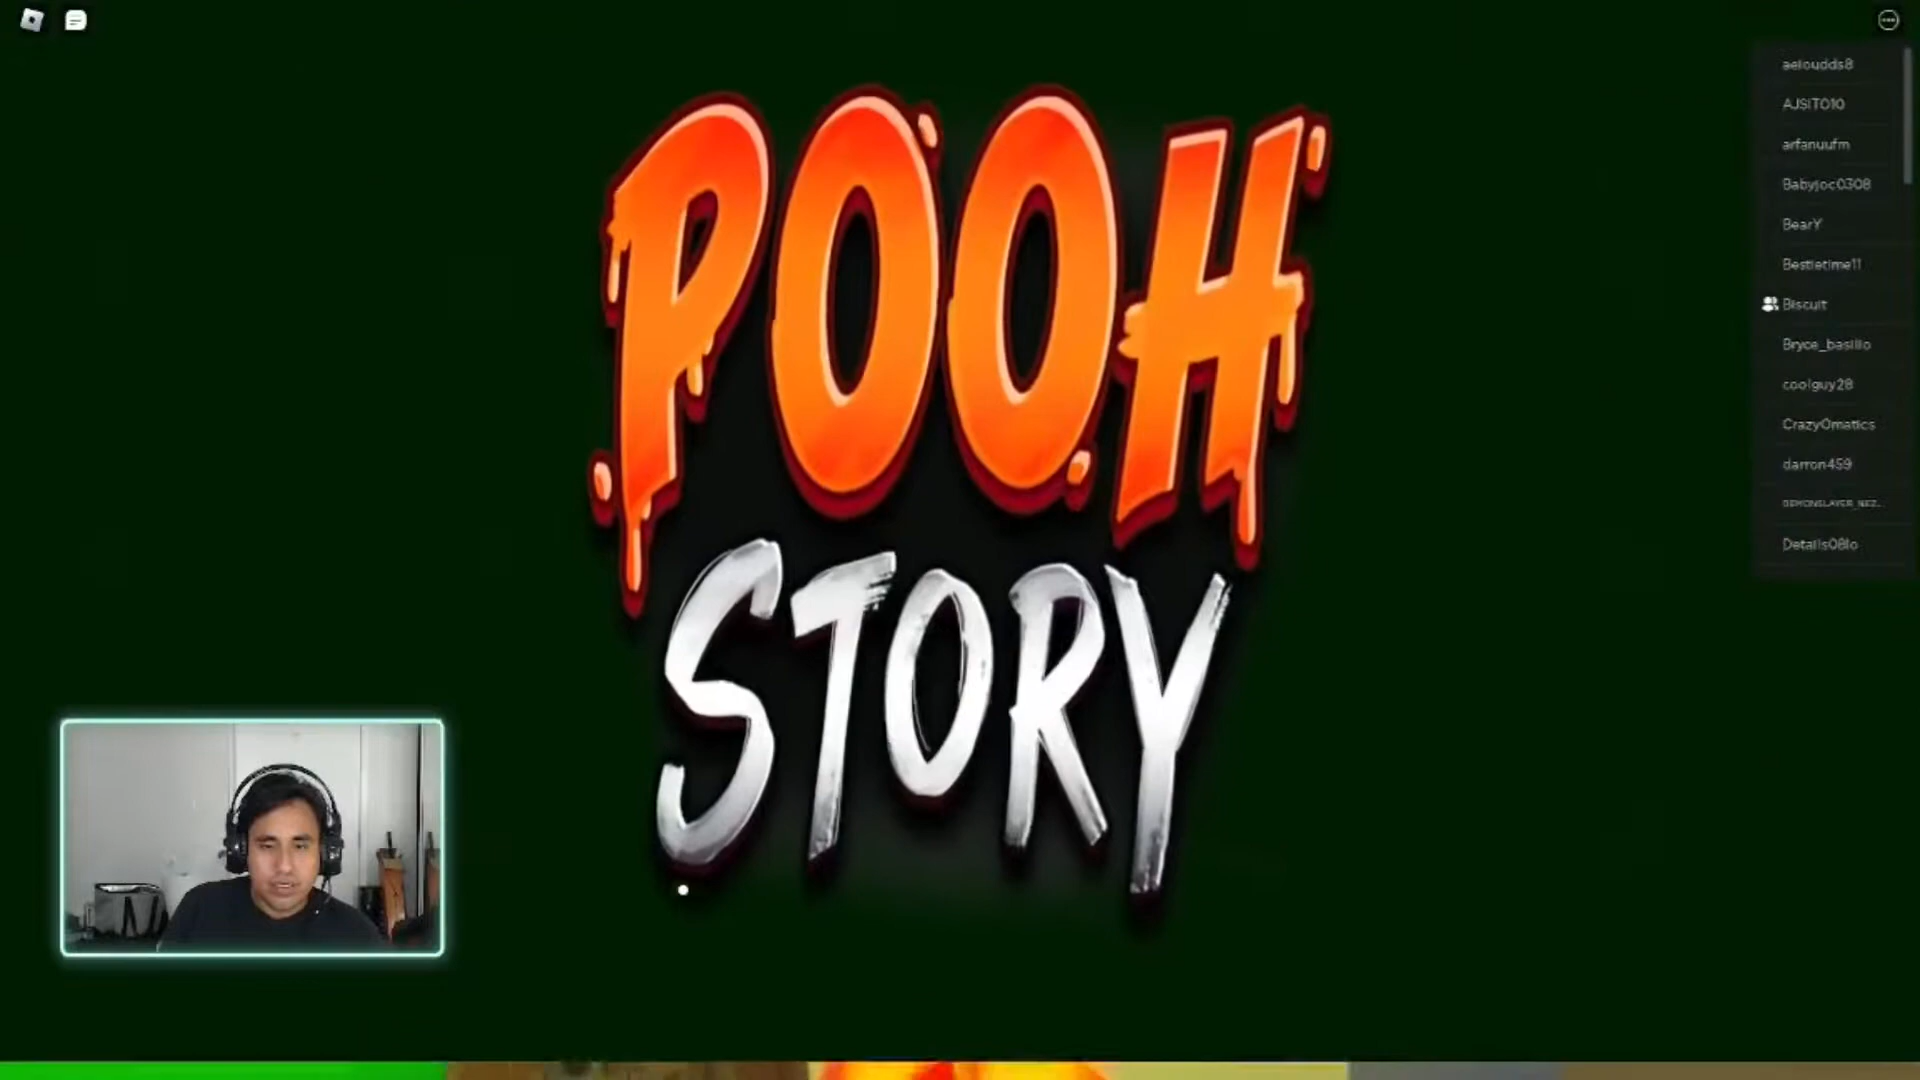 POOH
STORY
aeloudds8
AJSITO10
arfanuufm
Babyjoc0308
BearY
Bestietime11
Biscuit
Bryce_basilio
coolguy28
CrazyOmatics
darron459
Details08lo